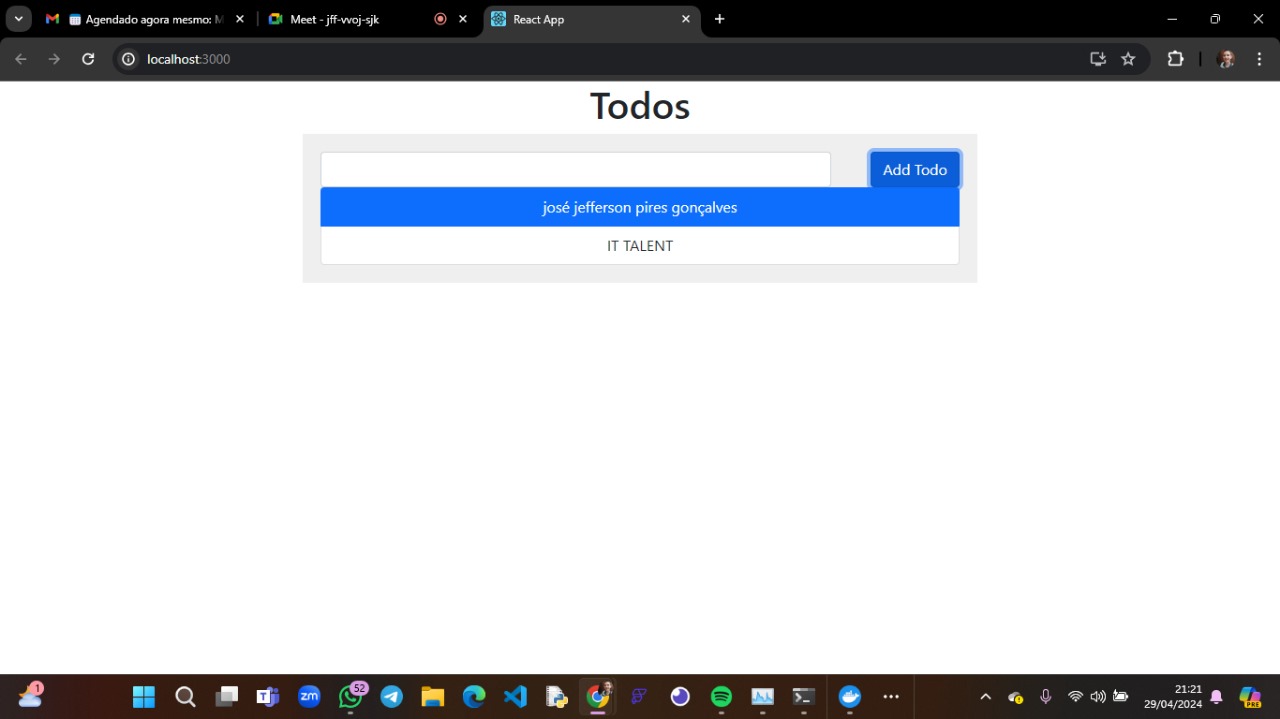 Agendado agora mesmo: M
Meet - jff-vvoj-sjk
React App
localhost:3000
Todos
Add Todo
josé jefferson pires gonçalves
IT TALENT
1
T
zm
52
21:21
29/04/2024
PRE